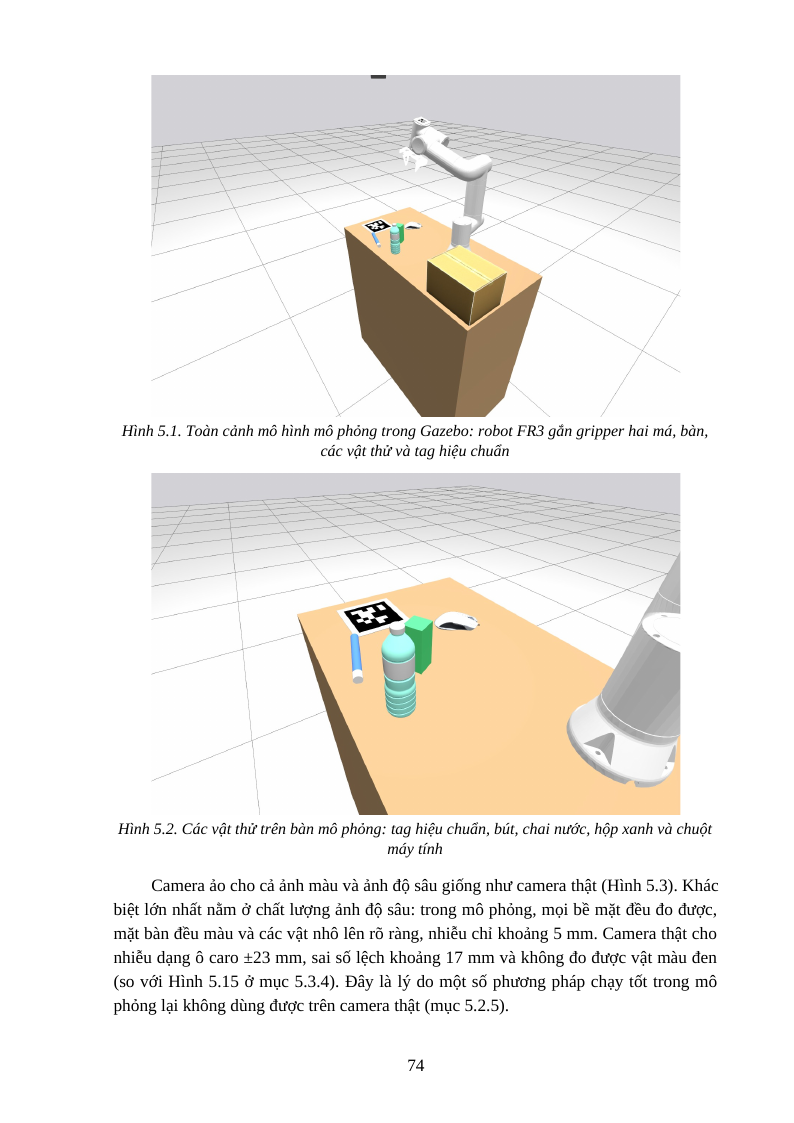 Hình 5.1. Toàn cảnh mô hình mô phỏng trong Gazebo: robot FR3 gắn gripper hai má, bàn,
các vật thử và tag hiệu chuẩn
Hình 5.2. Các vật thử trên bàn mô phỏng: tag hiệu chuẩn, bút, chai nước, hộp xanh và chuột
máy tính
Camera ảo cho cả ảnh màu và ảnh độ sâu giống như camera thật (Hình 5.3). Khác
biệt lớn nhất nằm ở chất lượng ảnh độ sâu: trong mô phỏng, mọi bề mặt đều đo được,
mặt bàn đều màu và các vật nhô lên rõ ràng, nhiễu chỉ khoảng 5 mm. Camera thật cho
nhiễu dạng ô caro ±23 mm, sai số lệch khoảng 17 mm và không đo được vật màu đen
(so với Hình 5.15 ở mục 5.3.4). Đây là lý do một số phương pháp chạy tốt trong mô
phỏng lại không dùng được trên camera thật (mục 5.2.5).
74